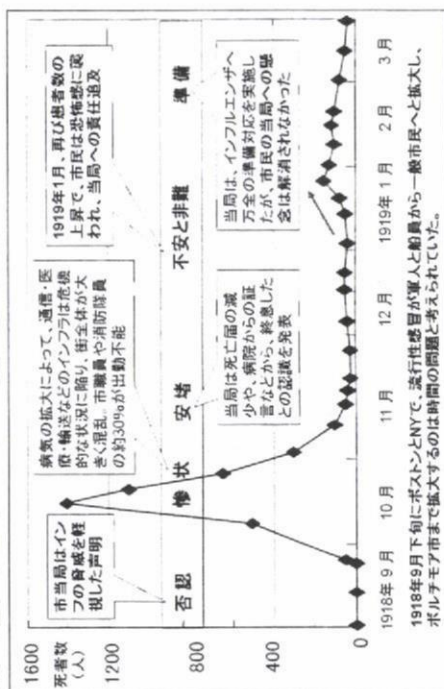 死者数
(人)
1600
1200
800
400
0
市当局はイン
フの脅威を軽
視した声明
病気の拡大によって、通信・医
療・輸送などのインフラは危機
的な状況に陥り、街全体が大
きく混乱。市職員や消防隊員
の約30%が出動不能
1919年1月、再び患者数の
上昇で、市民は恐怖感に襲
われ、当局への責任追及
否認
惨状
安堵
不安と非難
準備
当局は死亡届の減
少や、病院からの証
言などから、終息した
との認識を発表
当局は、インフルエンザへ
万全の準備対応を実施し
たが、市民の当局への懸
念は解消されなかった
1918年9月
10月
11月
12月
1919年1月
2月
3月
1918年9月下旬にボストンとNYで、流行性感冒が軍人と船員から一般市民へと拡大し、
ボルチモア市まで拡大するのは時間の問題と考えられていた。